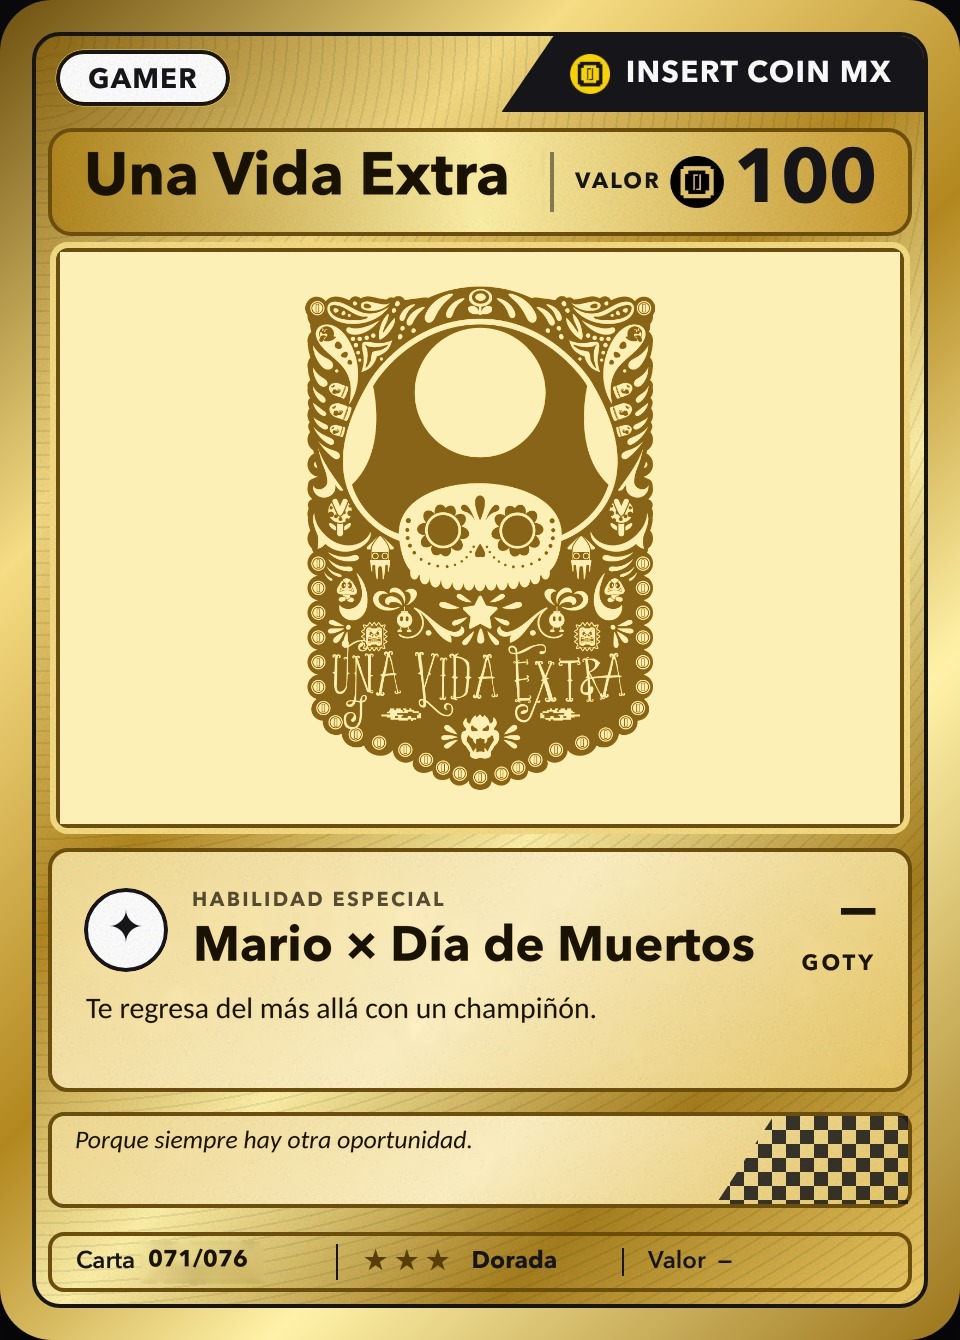 GAMER
INSERT COIN MX
Una Vida Extra
VALOR 100
UNA VIDA EXTRA
HABILIDAD ESPECIAL
Mario × Día de Muertos
—
GOTY
Te regresa del más allá con un champiñón.
Porque siempre hay otra oportunidad.
Carta 071/076
★★★ Dorada
Valor –